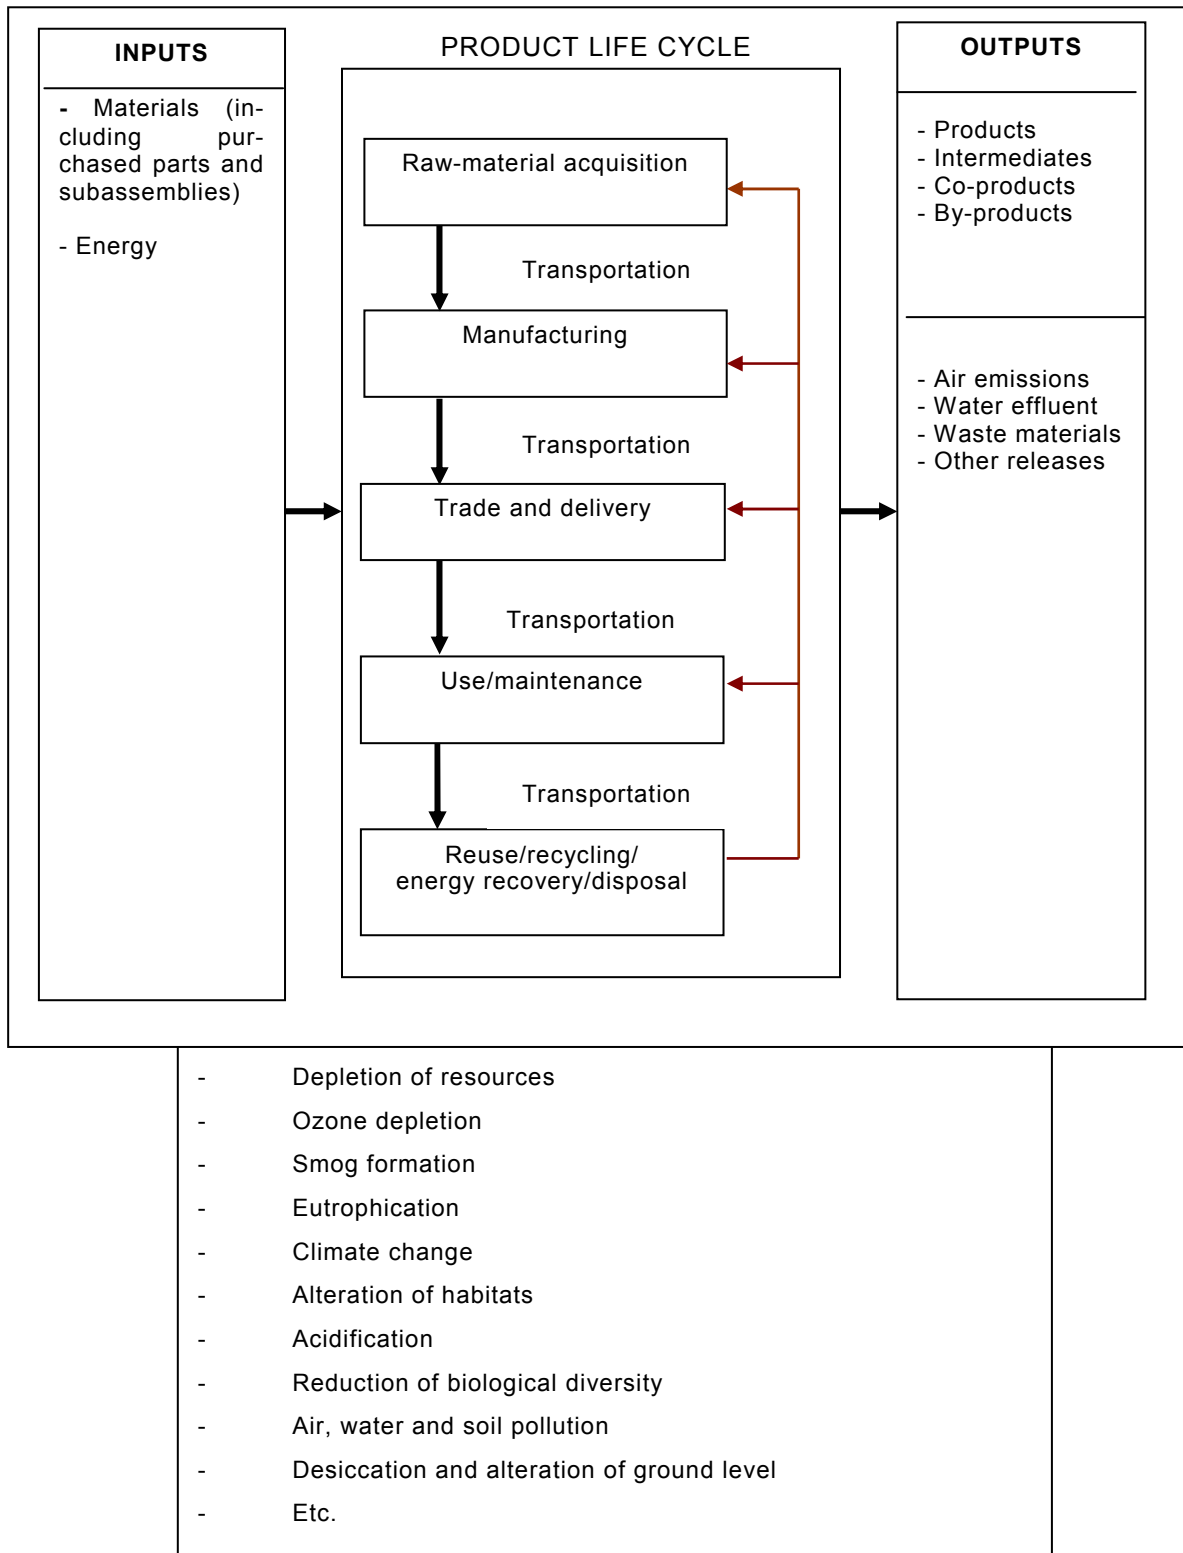 INPUTS
- Materials (in-
cluding pur-
chased parts and
subassemblies)
- Energy
PRODUCT LIFE CYCLE
Raw-material acquisition
Transportation
Manufacturing
Transportation
Trade and delivery
Transportation
Use/maintenance
Transportation
Reuse/recycling/
energy recovery/disposal
OUTPUTS
- Products
- Intermediates
- Co-products
- By-products
- Air emissions
- Water effluent
- Waste materials
- Other releases
- Depletion of resources
- Ozone depletion
- Smog formation
- Eutrophication
- Climate change
- Alteration of habitats
- Acidification
- Reduction of biological diversity
- Air, water and soil pollution
- Desiccation and alteration of ground level
- Etc.